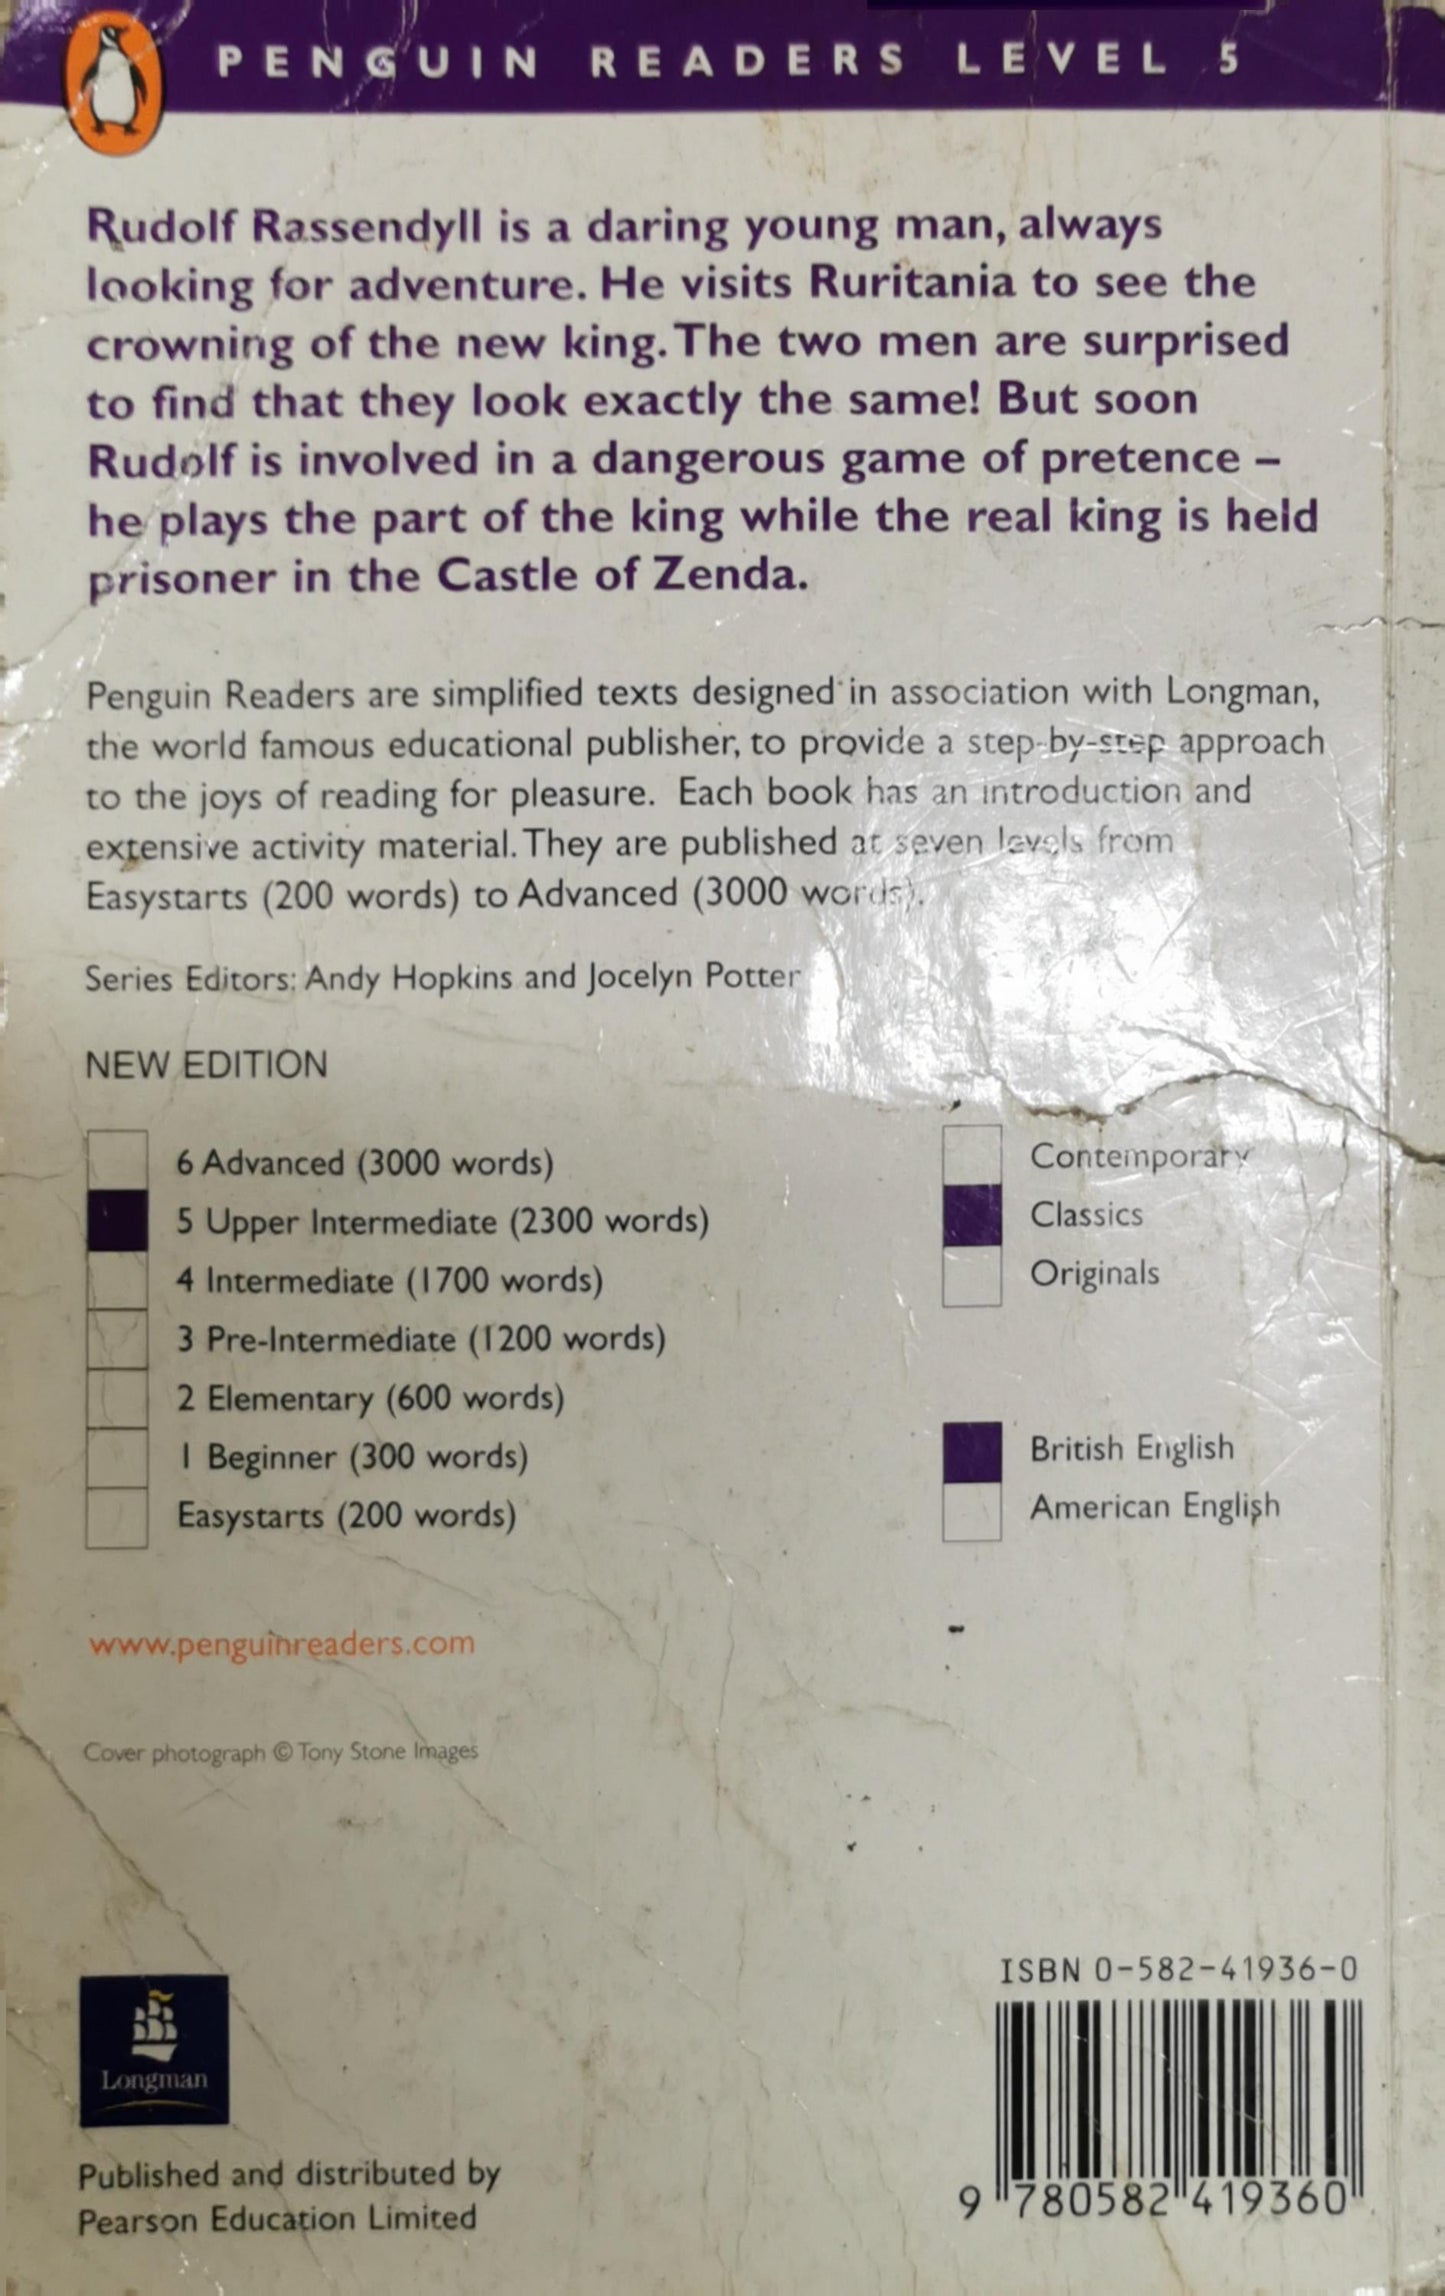 PENGUIN READERS LEVEL 5
Rudolf Rassendyll is a daring young man, always
looking for adventure. He visits Ruritania to see the
crowning of the new king. The two men are surprised
to find that they look exactly the same! But soon
Rudolf is involved in a dangerous game of pretence –
he plays the part of the king while the real king is held
prisoner in the Castle of Zenda.
Penguin Readers are simplified texts designed in association with Longman,
the world famous educational publisher, to provide a step-by-step approach
to the joys of reading for pleasure. Each book has an introduction and
extensive activity material. They are published at seven levels from
Easystarts (200 words) to Advanced (3000 words).
Series Editors: Andy Hopkins and Jocelyn Potter
NEW EDITION
6 Advanced (3000 words)
5 Upper Intermediate (2300 words)
4 Intermediate (1700 words)
3 Pre-Intermediate (1200 words)
2 Elementary (600 words)
1 Beginner (300 words)
Easystarts (200 words)
Contemporary
Classics
Originals
British English
American English
www.penguinreaders.com
Cover photograph © Tony Stone Images
Longman
Published and distributed by
Pearson Education Limited
ISBN 0-582-41936-0
9 780582 419360